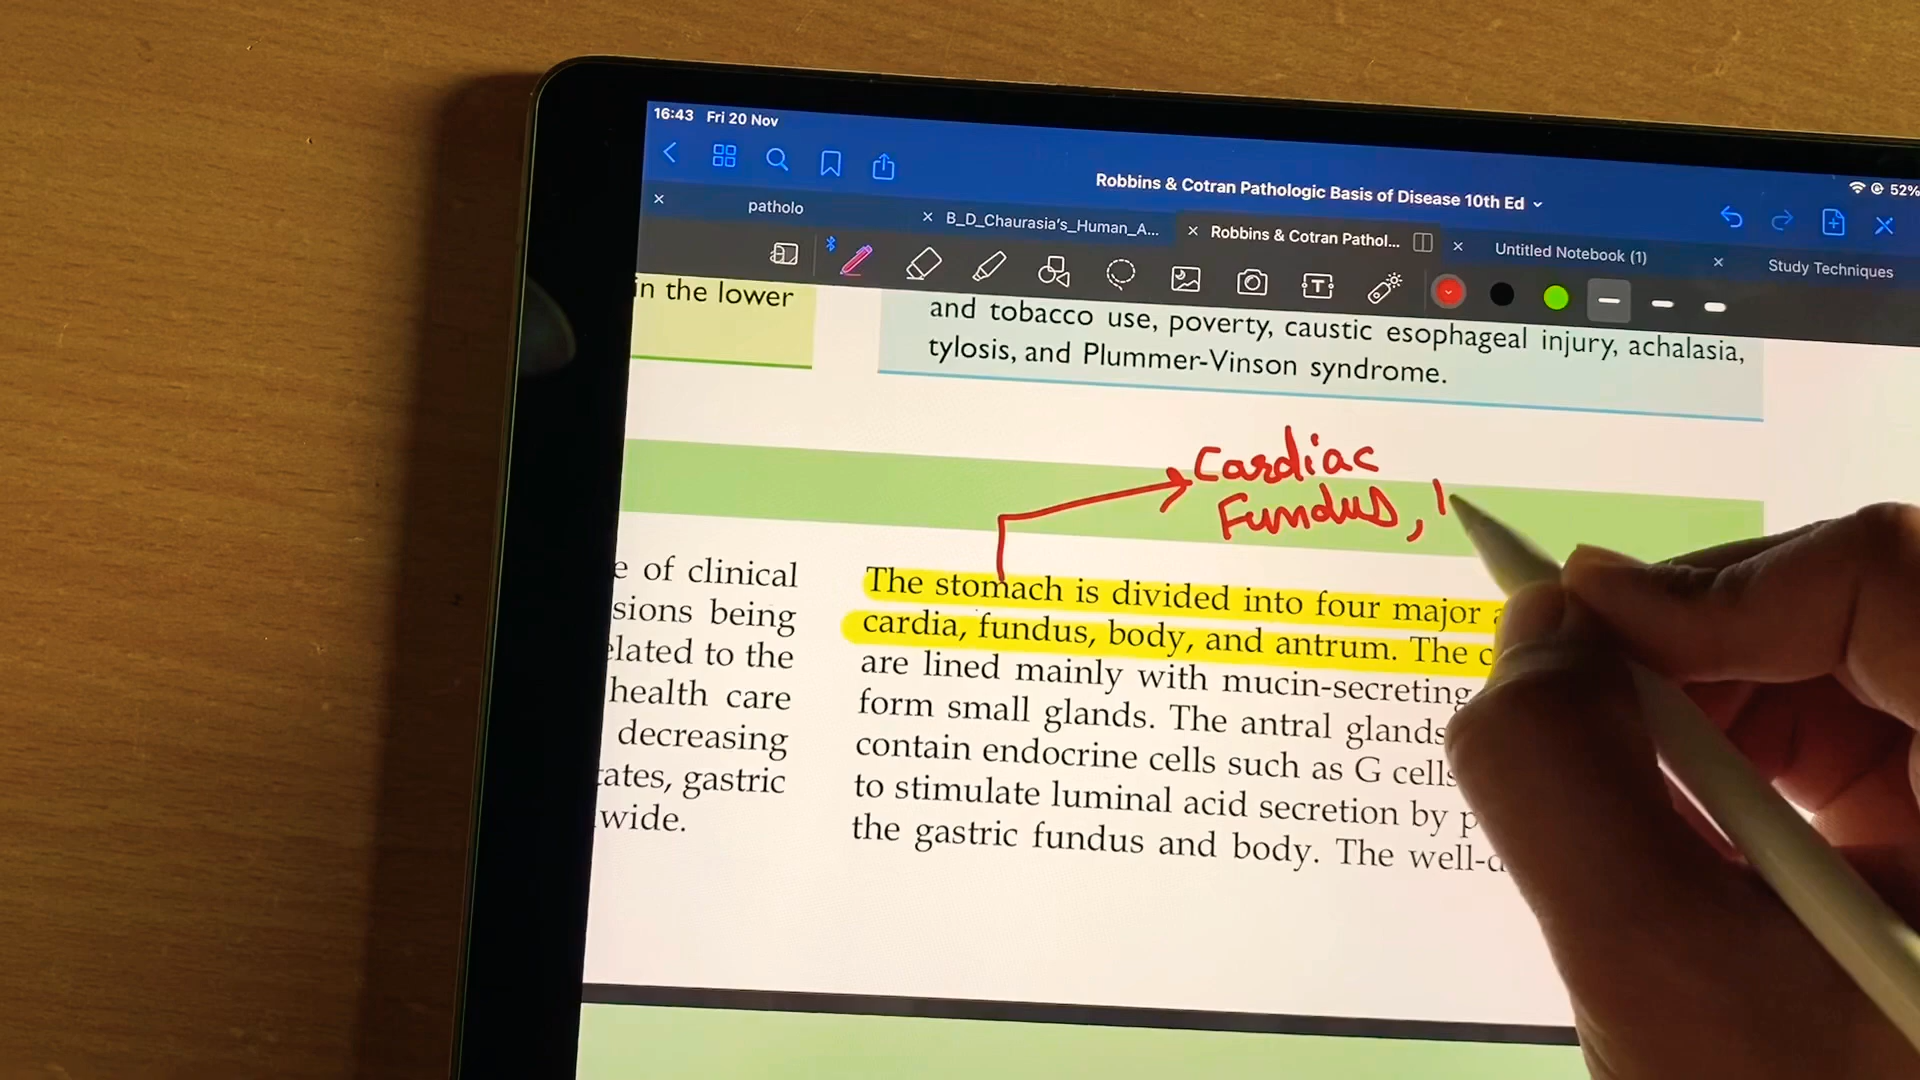 16:43 Fri 20 Nov
52%
Robbins & Cotran Pathologic Basis of Disease 10th Ed
patholo
B_D_Chaurasia's_Human_A...
Robbins & Cotran Pathol...
Untitled Notebook (1)
Study Techniques
in the lower
and tobacco use, poverty, caustic esophageal injury, achalasia,
tylosis, and Plummer-Vinson syndrome.
Cardiac
Fundus,
of clinical
being
to the
health care
decreasing
gastric
wide.
The stomach is divided into four major
cardia, fundus, body, and antrum. The
are lined mainly with mucin-secreting
form small glands. The antral glands
contain endocrine cells such as G cells
to stimulate luminal acid secretion by
the gastric fundus and body. The